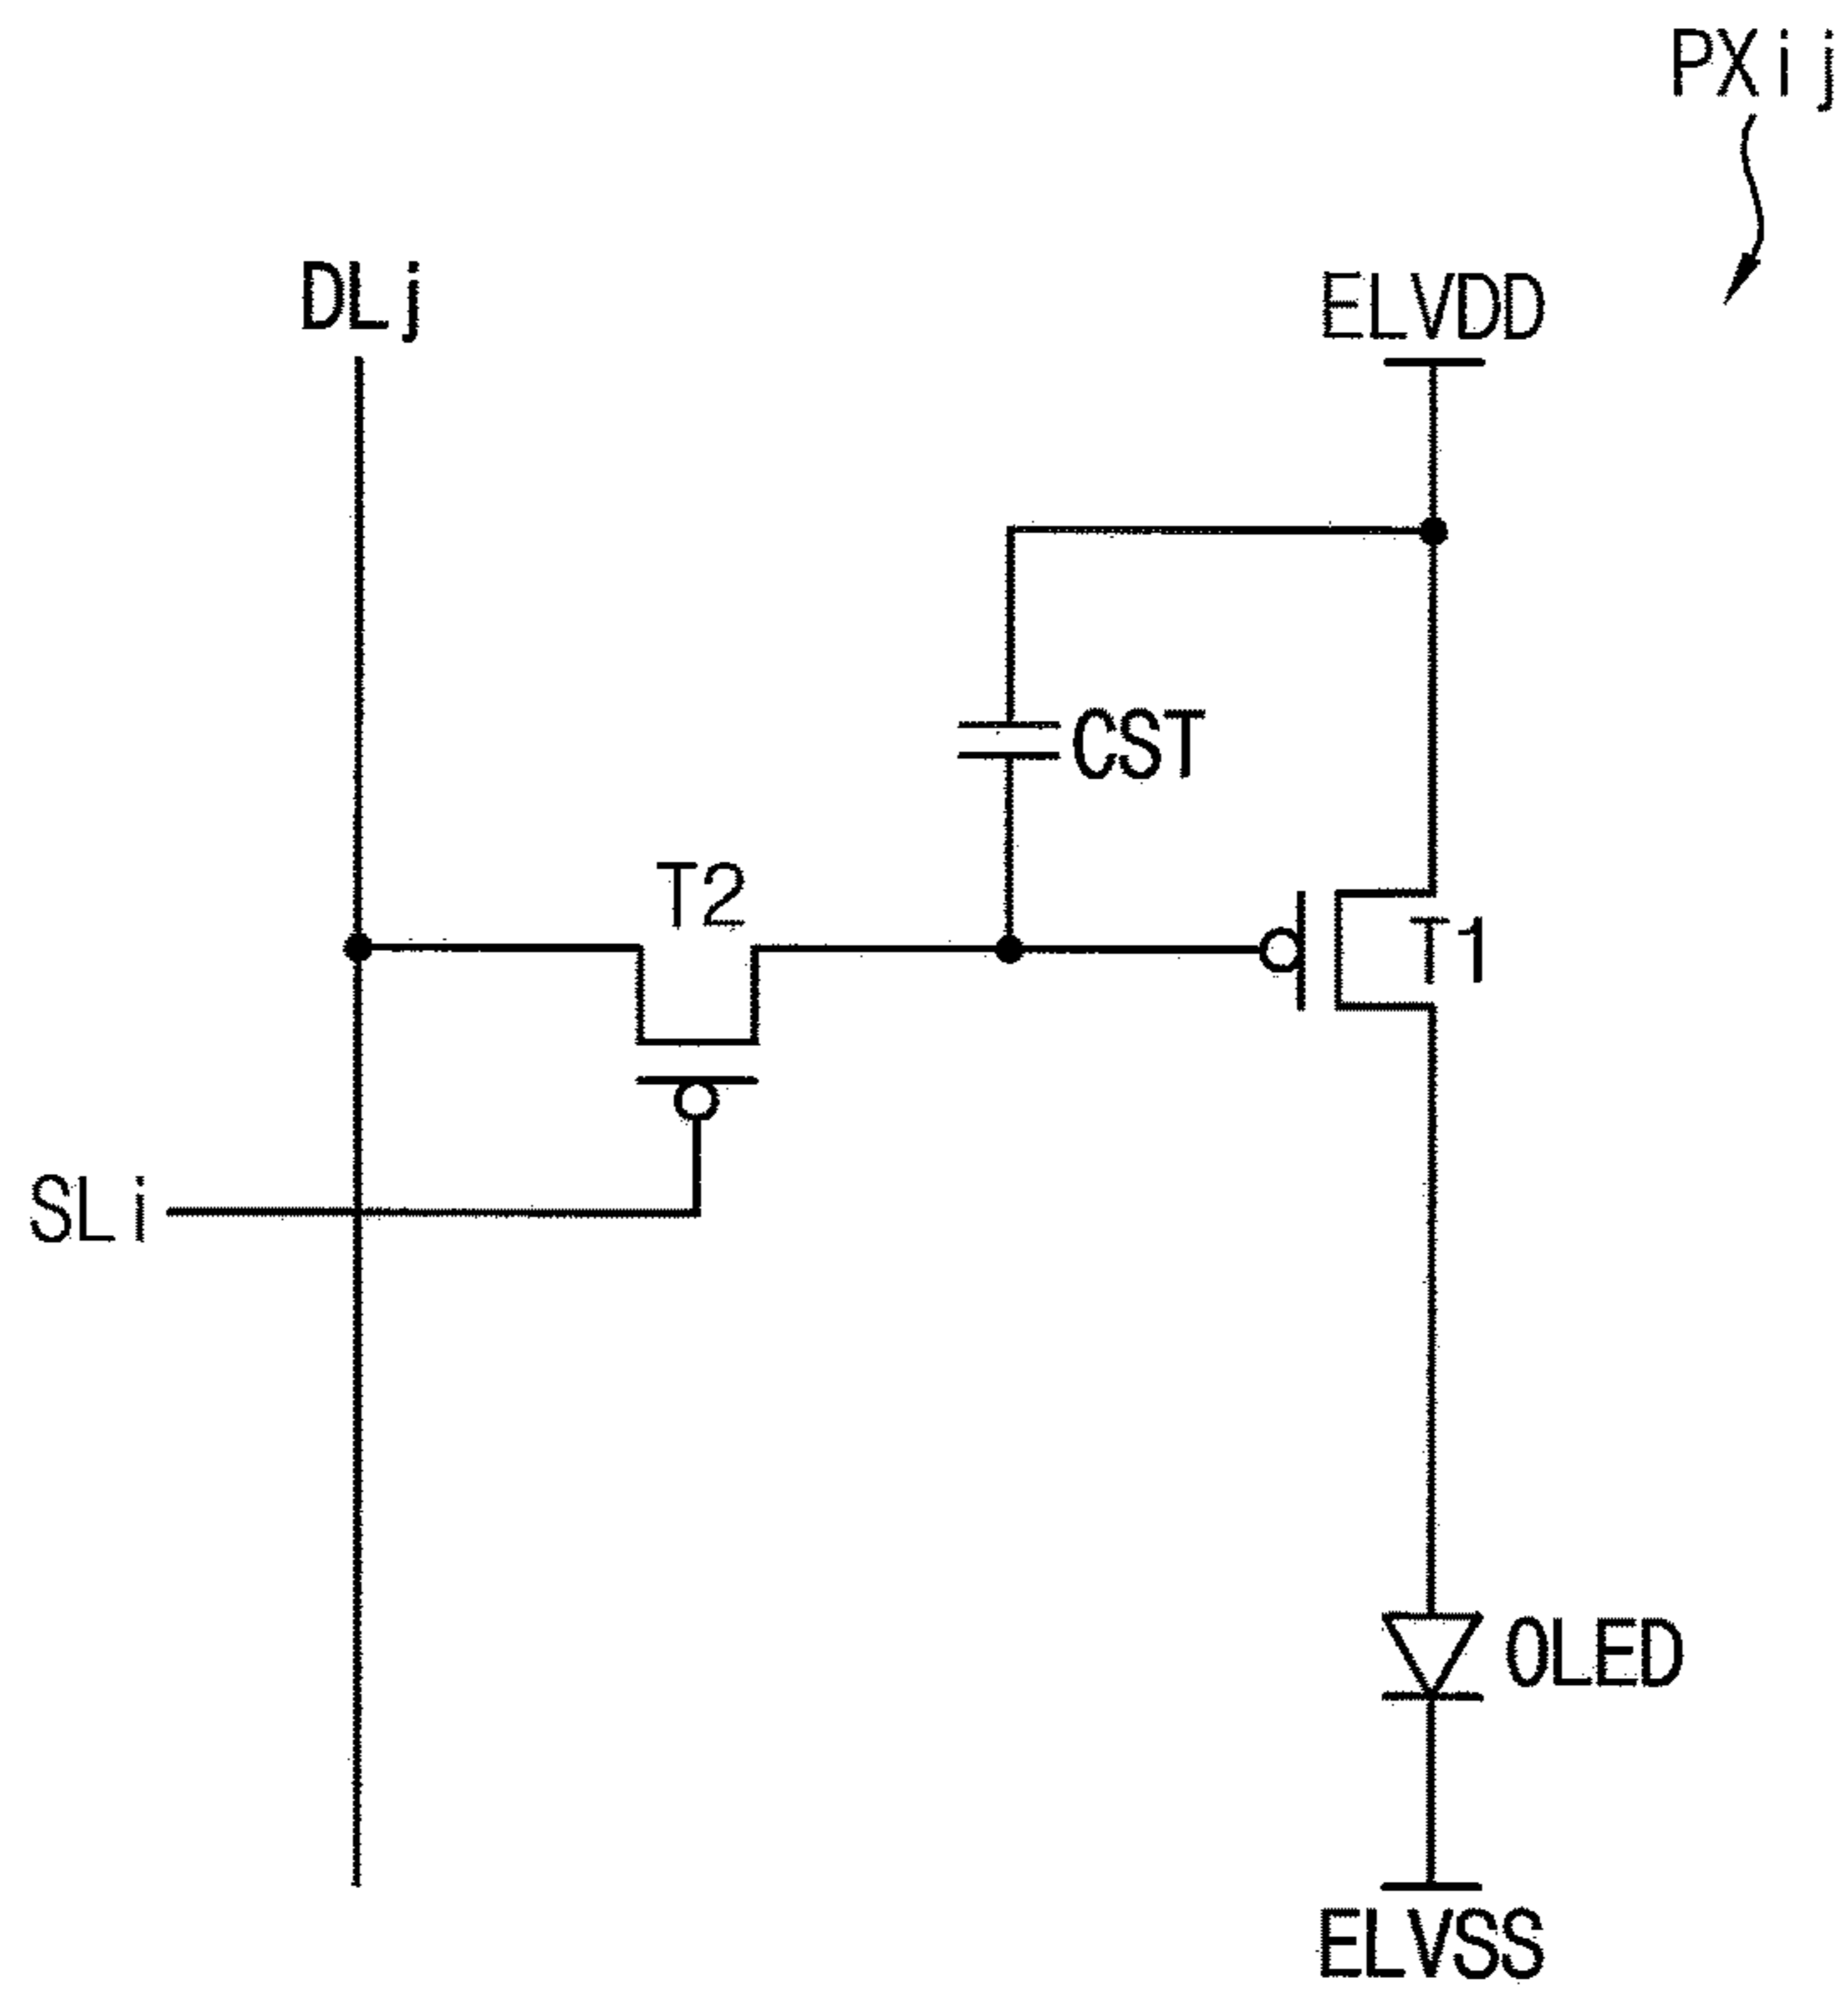 PXij
DLj
ELVDD
CST
T2
T1
SLi
OLED
ELVSS